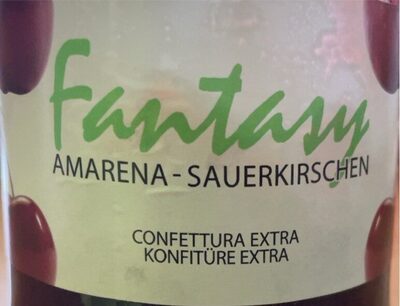 Fantasy
AMARENA - SAUERKIRSCHEN
CONFETTURA EXTRA
KONFITÜRE EXTRA